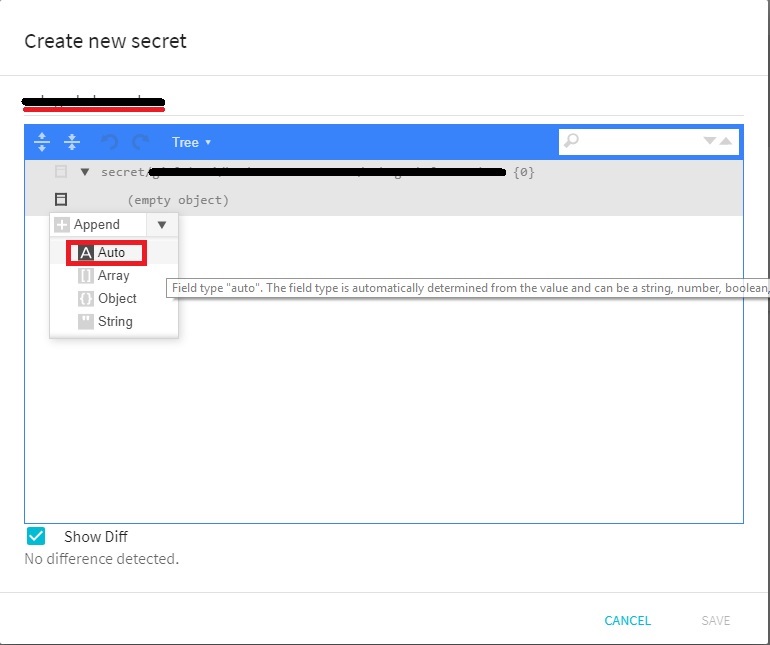 Create new secret
Tree
secret/ {0}
(empty object)
Append
A Auto
Array
Field type "auto". The field type is automatically determined from the value and can be a string, number, boolean,
Object
String
Show Diff
No difference detected.
CANCEL SAVE